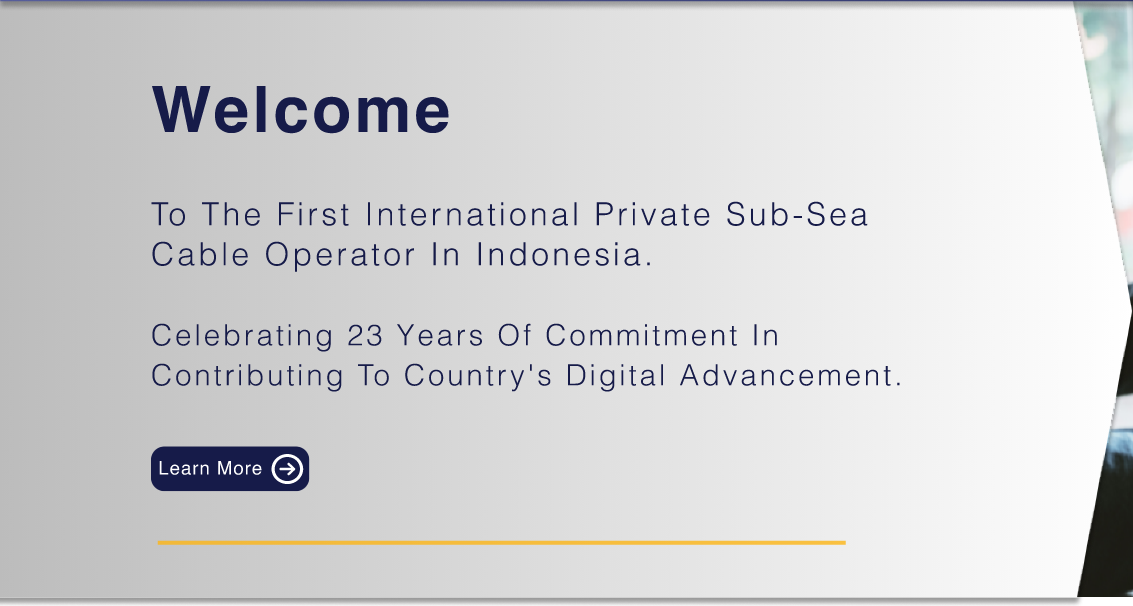 Welcome
To The First International Private Sub-Sea
Cable Operator In Indonesia.
Celebrating 23 Years Of Commitment In
Contributing To Country's Digital Advancement.
Learn More